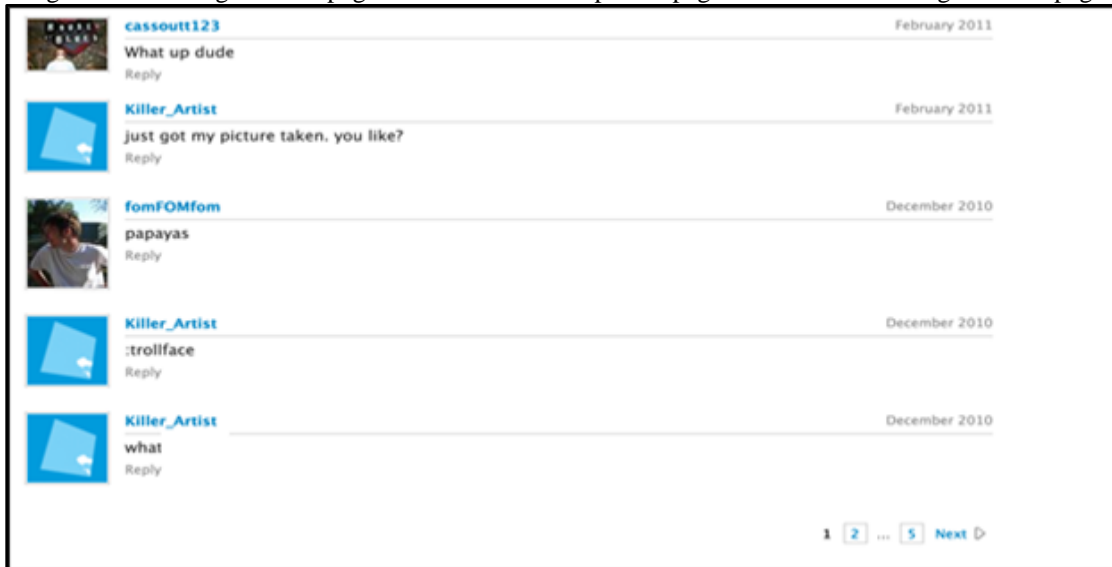 cassoutt123 February 2011
What up dude
Reply
Killer_Artist February 2011
just got my picture taken. you like?
Reply
fomFOMfom December 2010
papayas
Reply
Killer_Artist December 2010
:trollface
Reply
Killer_Artist December 2010
what
Reply
1 2 ... 5 Next